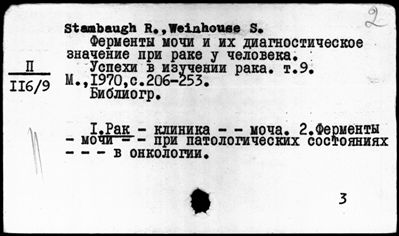 2
Stambaugh R.,Weinhouse S.
Ферменты мочи и их диагностическое
значение при раке у человека.
Успехи в изучении рака. т.9.
М.,1970,с.206-253.
Библиогр.
II
II6/9
I.Рак - клиника - - моча. 2.Ферменты
- мочи - - при патологических состояниях
- - - в онкологии.
3